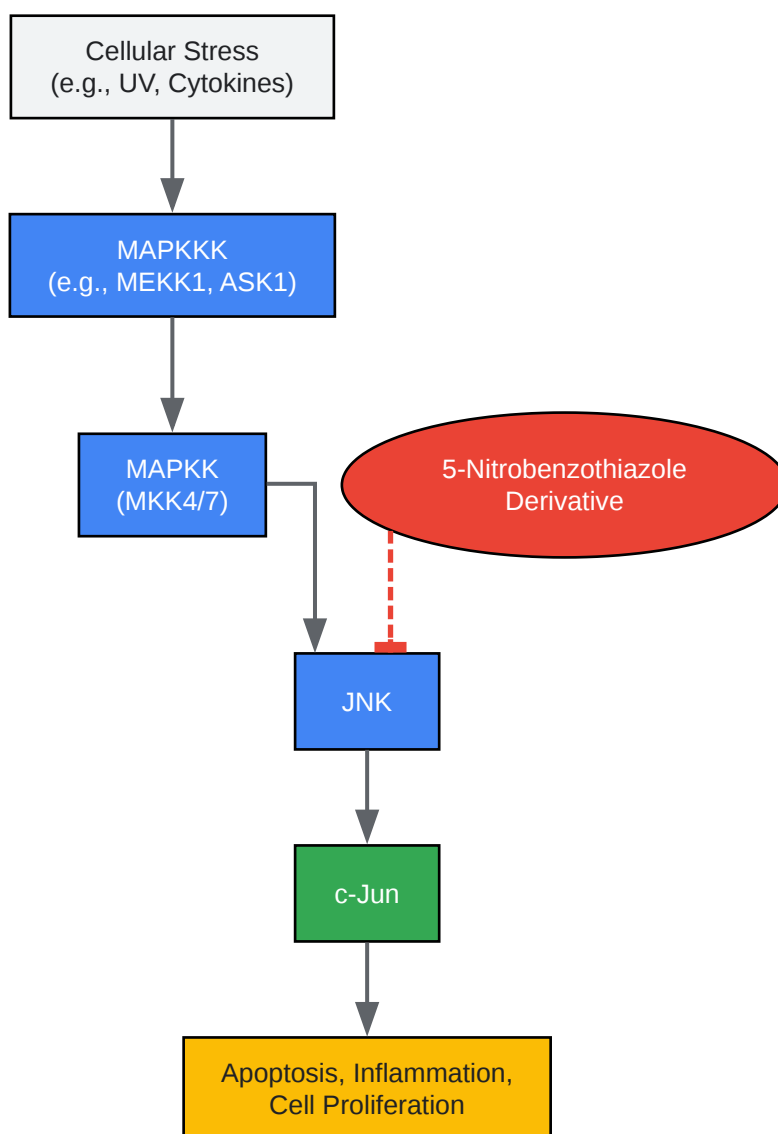 Cellular Stress
(e.g., UV, Cytokines)
MAPKKK
(e.g., MEKK1, ASK1)
MAPKK
(MKK4/7)
5-Nitrobenzothiazole
Derivative
JNK
c-Jun
Apoptosis, Inflammation,
Cell Proliferation